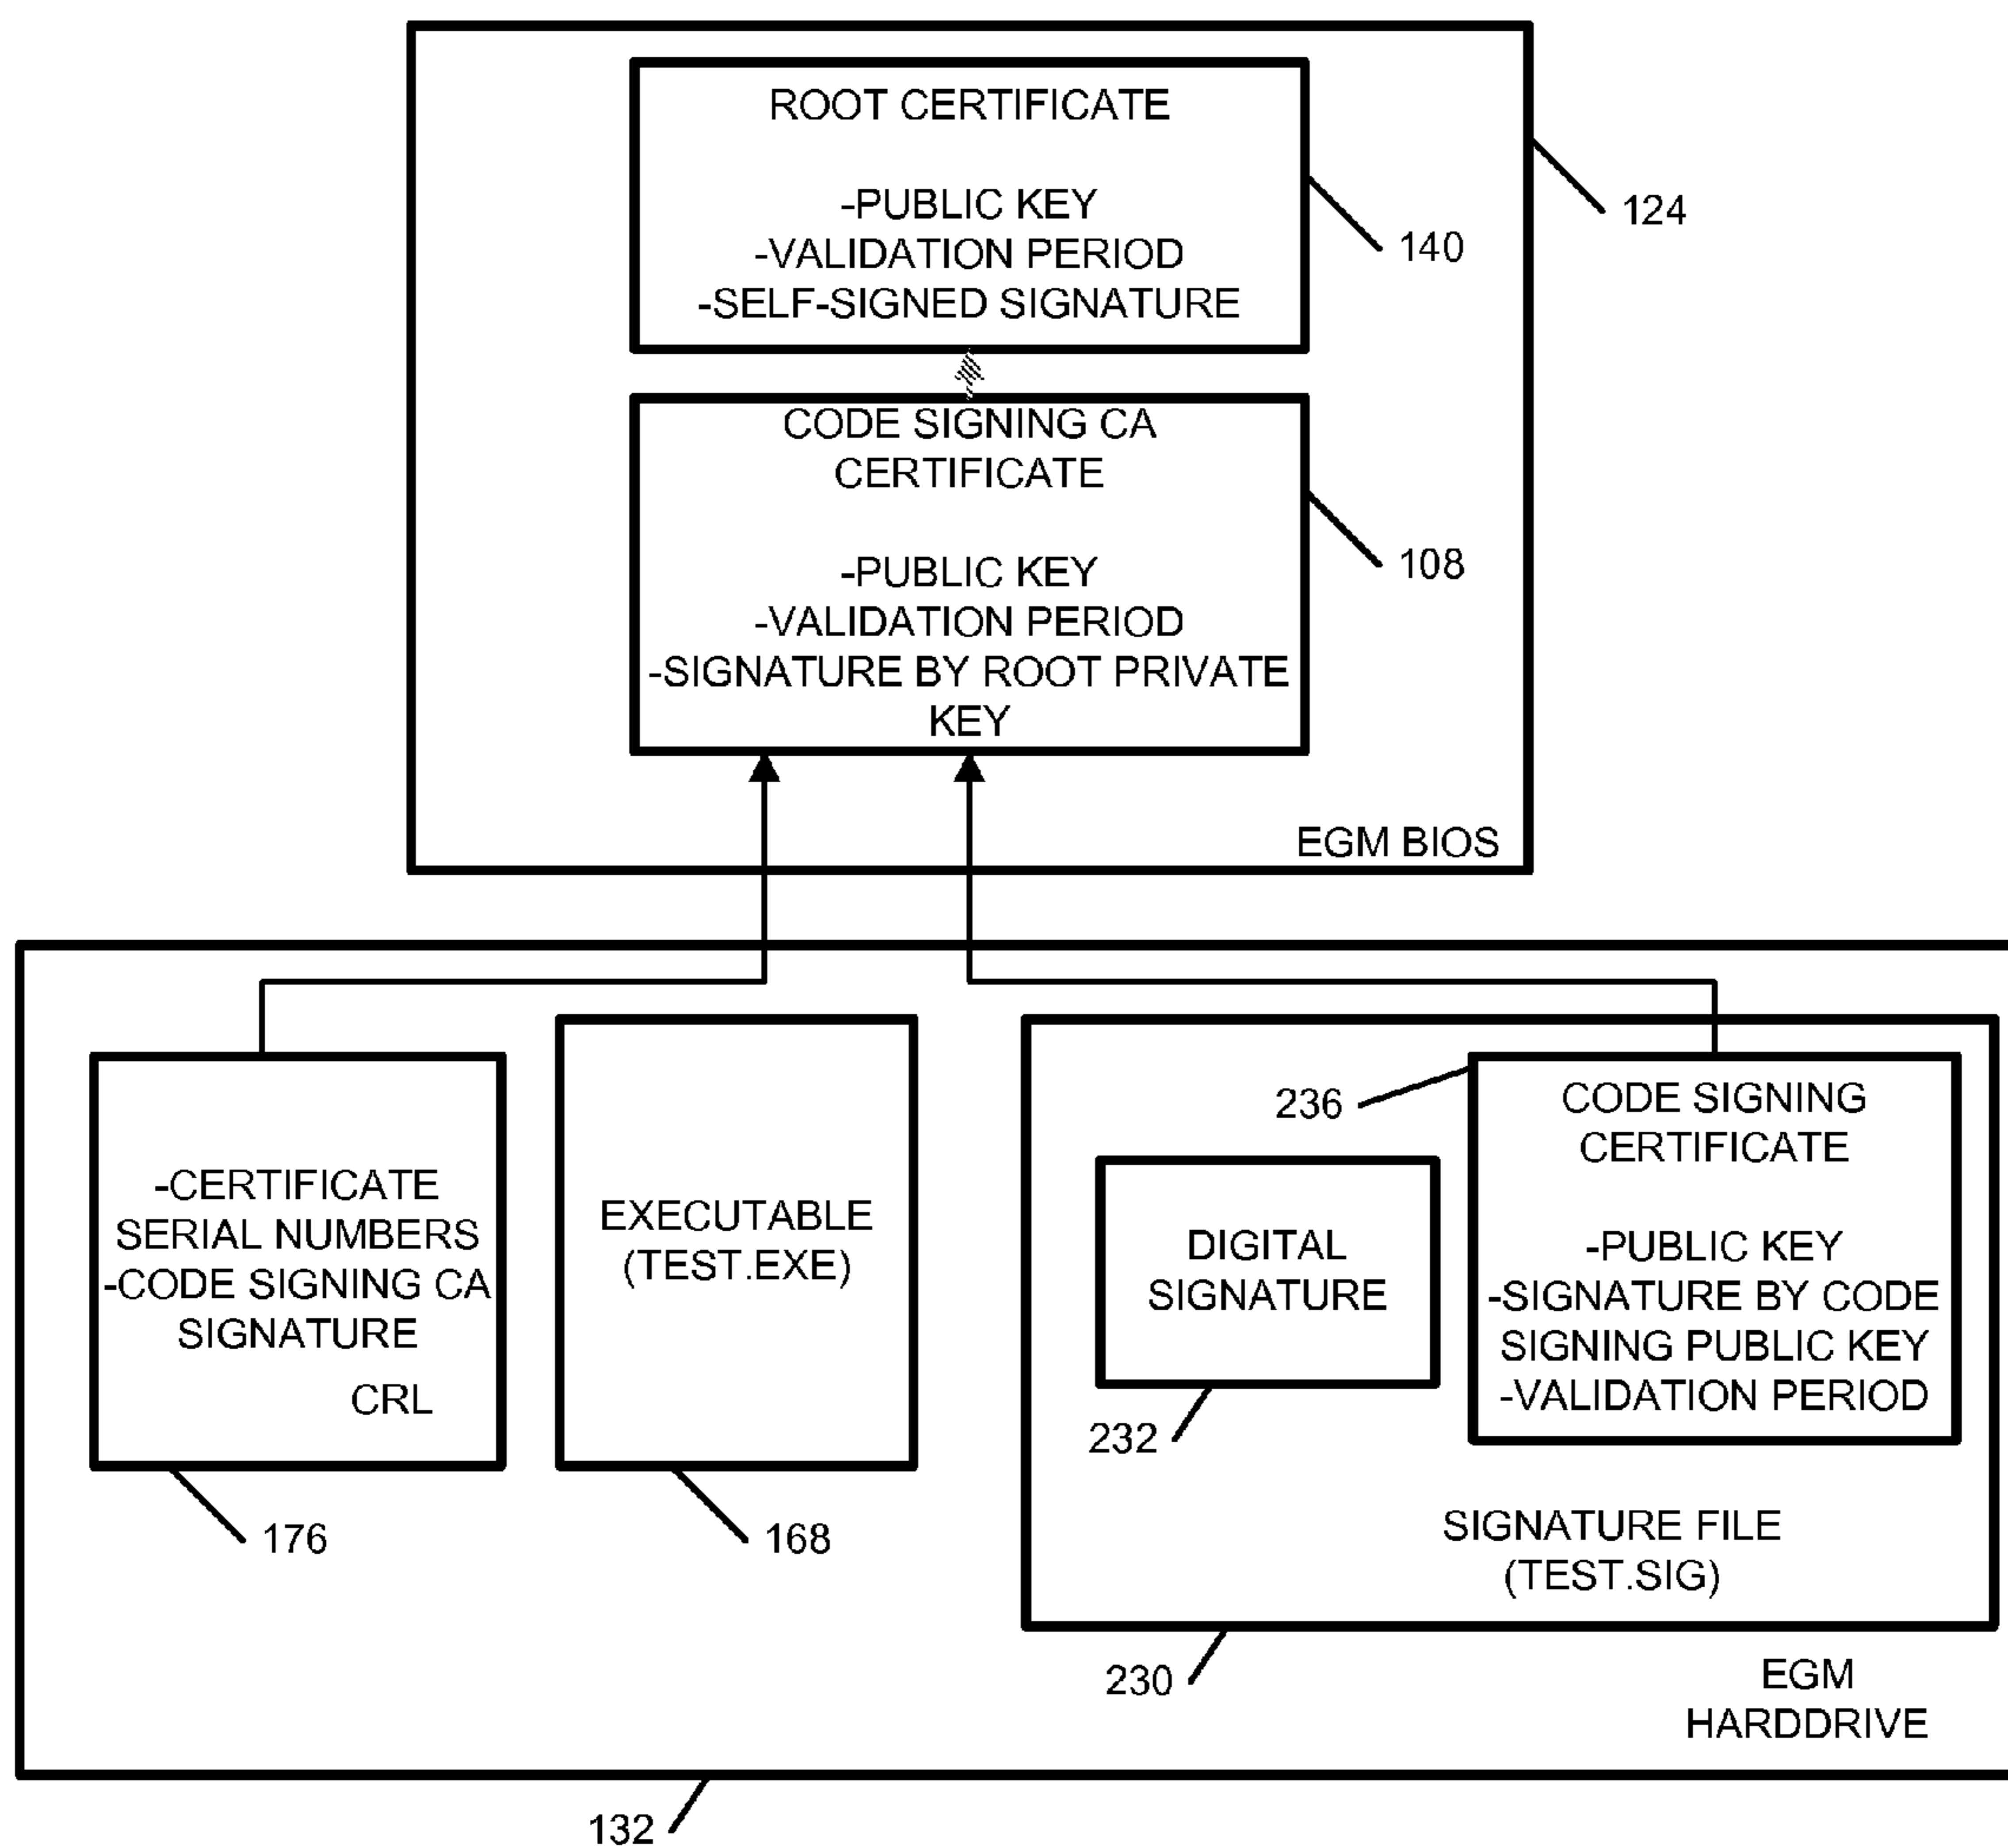 ROOT CERTIFICATE
-PUBLIC KEY
-VALIDATION PERIOD
-SELF-SIGNED SIGNATURE
124
140
CODE SIGNING CA
CERTIFICATE
-PUBLIC KEY
-VALIDATION PERIOD
-SIGNATURE BY ROOT PRIVATE
KEY
108
EGM BIOS
-CERTIFICATE
SERIAL NUMBERS
-CODE SIGNING CA
SIGNATURE
CRL
176
EXECUTABLE
(TEST.EXE)
168
236
CODE SIGNING
CERTIFICATE
-PUBLIC KEY
-SIGNATURE BY CODE
SIGNING PUBLIC KEY
-VALIDATION PERIOD
DIGITAL
SIGNATURE
232
SIGNATURE FILE
(TEST.SIG)
230
EGM
HARDDRIVE
132